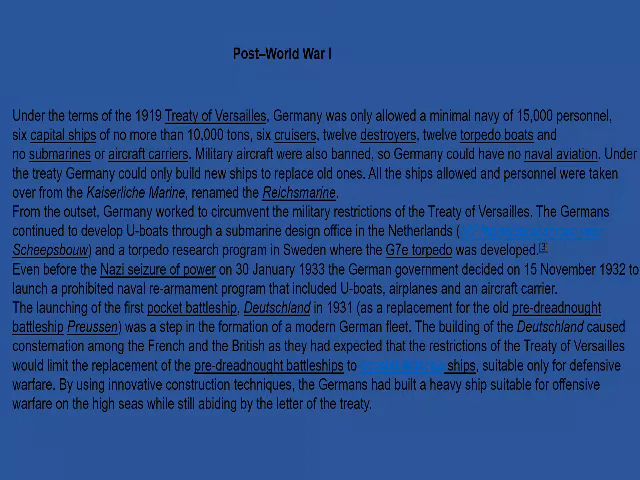 Post–World War I
Under the terms of the 1919 Treaty of Versailles, Germany was only allowed a minimal navy of 15,000 personnel,
six capital ships of no more than 10,000 tons, six cruisers, twelve destroyers, twelve torpedo boats and
no submarines or aircraft carriers. Military aircraft were also banned, so Germany could have no naval aviation. Under
the treaty Germany could only build new ships to replace old ones. All the ships allowed and personnel were taken
over from the Kaiserliche Marine, renamed the Reichsmarine.
From the outset, Germany worked to circumvent the military restrictions of the Treaty of Versailles. The Germans
continued to develop U-boats through a submarine design office in the Netherlands (
Scheepsbouw) and a torpedo research program in Sweden where the G7e torpedo was developed.[3]
Even before the Nazi seizure of power on 30 January 1933 the German government decided on 15 November 1932 to
launch a prohibited naval re-armament program that included U-boats, airplanes and an aircraft carrier.
The launching of the first pocket battleship, Deutschland in 1931 (as a replacement for the old pre-dreadnought
battleship Preussen) was a step in the formation of a modern German fleet. The building of the Deutschland caused
consternation among the French and the British as they had expected that the restrictions of the Treaty of Versailles
would limit the replacement of the pre-dreadnought battleships to ships, suitable only for defensive
warfare. By using innovative construction techniques, the Germans had built a heavy ship suitable for offensive
warfare on the high seas while still abiding by the letter of the treaty.